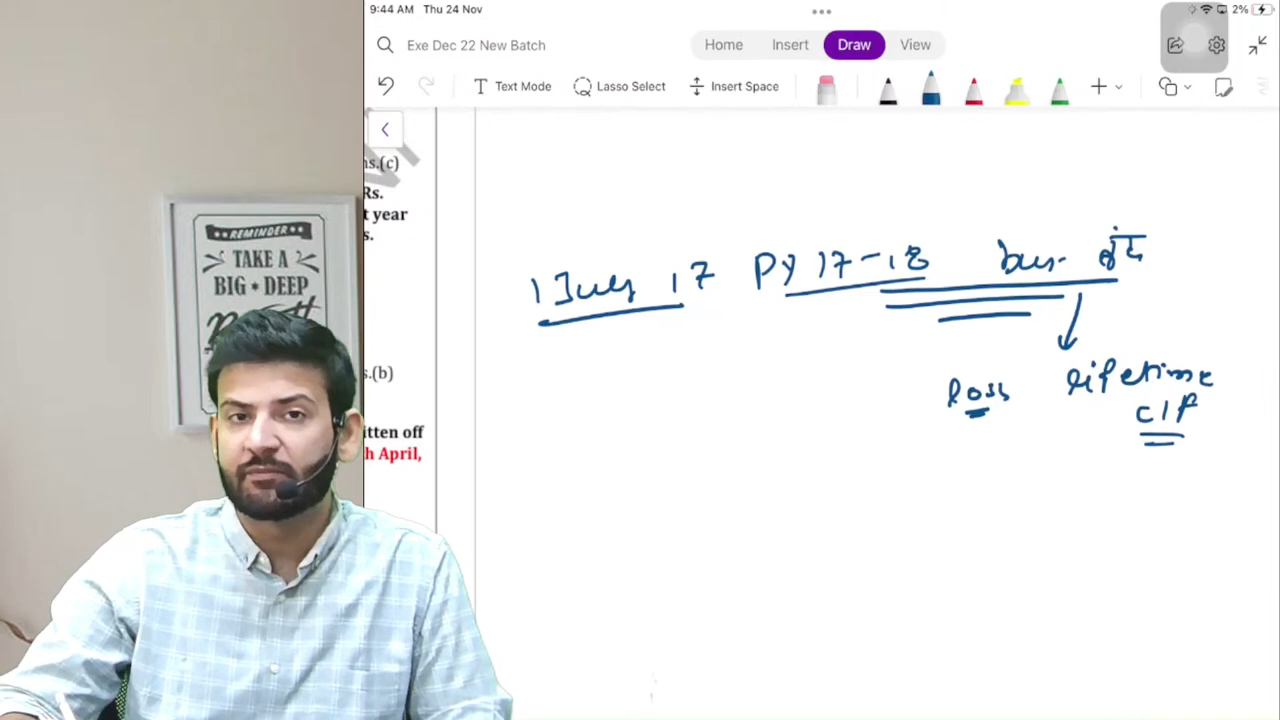 9:44 AM Thu 24 Nov
2%
Exe Dec 22 New Batch
Home Insert Draw View
Text Mode Lasso Select Insert Space
ns.(c)
Rs.
t year
s.
s.(b)
itten off
h April,
REMINDER
TAKE A
BIG • DEEP
1 July 17 PY 17-18 bus.
loss lifetime
c/f